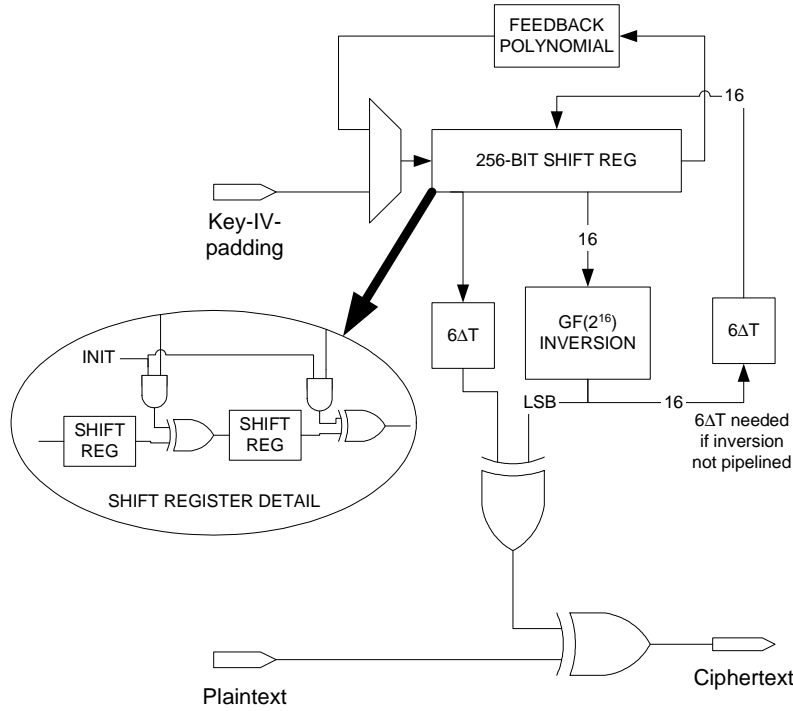 FEEDBACK
POLYNOMIAL
16
256-BIT SHIFT REG
Key-IV-
padding
16
6ΔT
GF(2¹⁶)
INVERSION
6ΔT
INIT
LSB
16
SHIFT
REG
SHIFT
REG
6ΔT needed
if inversion
not pipelined
SHIFT REGISTER DETAIL
Plaintext
Ciphertext